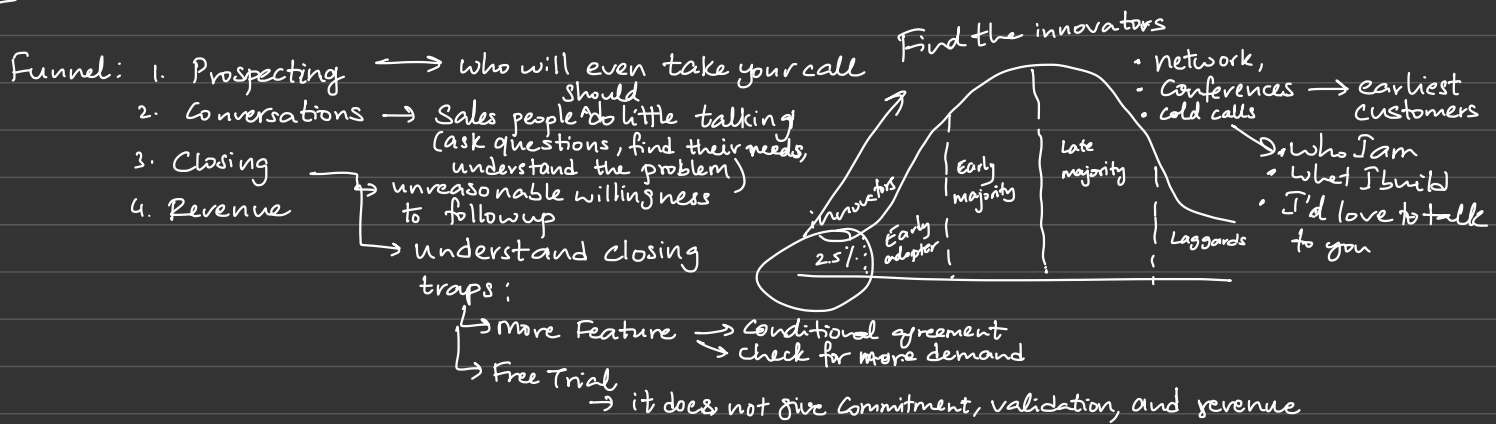 Funnel: 1. Prospecting ⟷ who will even take your call
2. Conversations → Sales people should do little talking
(ask questions, find their needs,
understand the problem)
3. Closing
→ unreasonable willingness
to followup
4. Revenue
→ understand closing
traps:
→ More Feature → Conditional agreement
→ check for more demand
→ Free Trial
→ it does not give commitment, validation, and revenue
Find the innovators
innovators
2.5%
Early
adopter
Early
majority
Late
majority
Laggards
• network,
• Conferences → earliest
customers
• cold calls
• who I am
• what I build
• I'd love to talk
to you